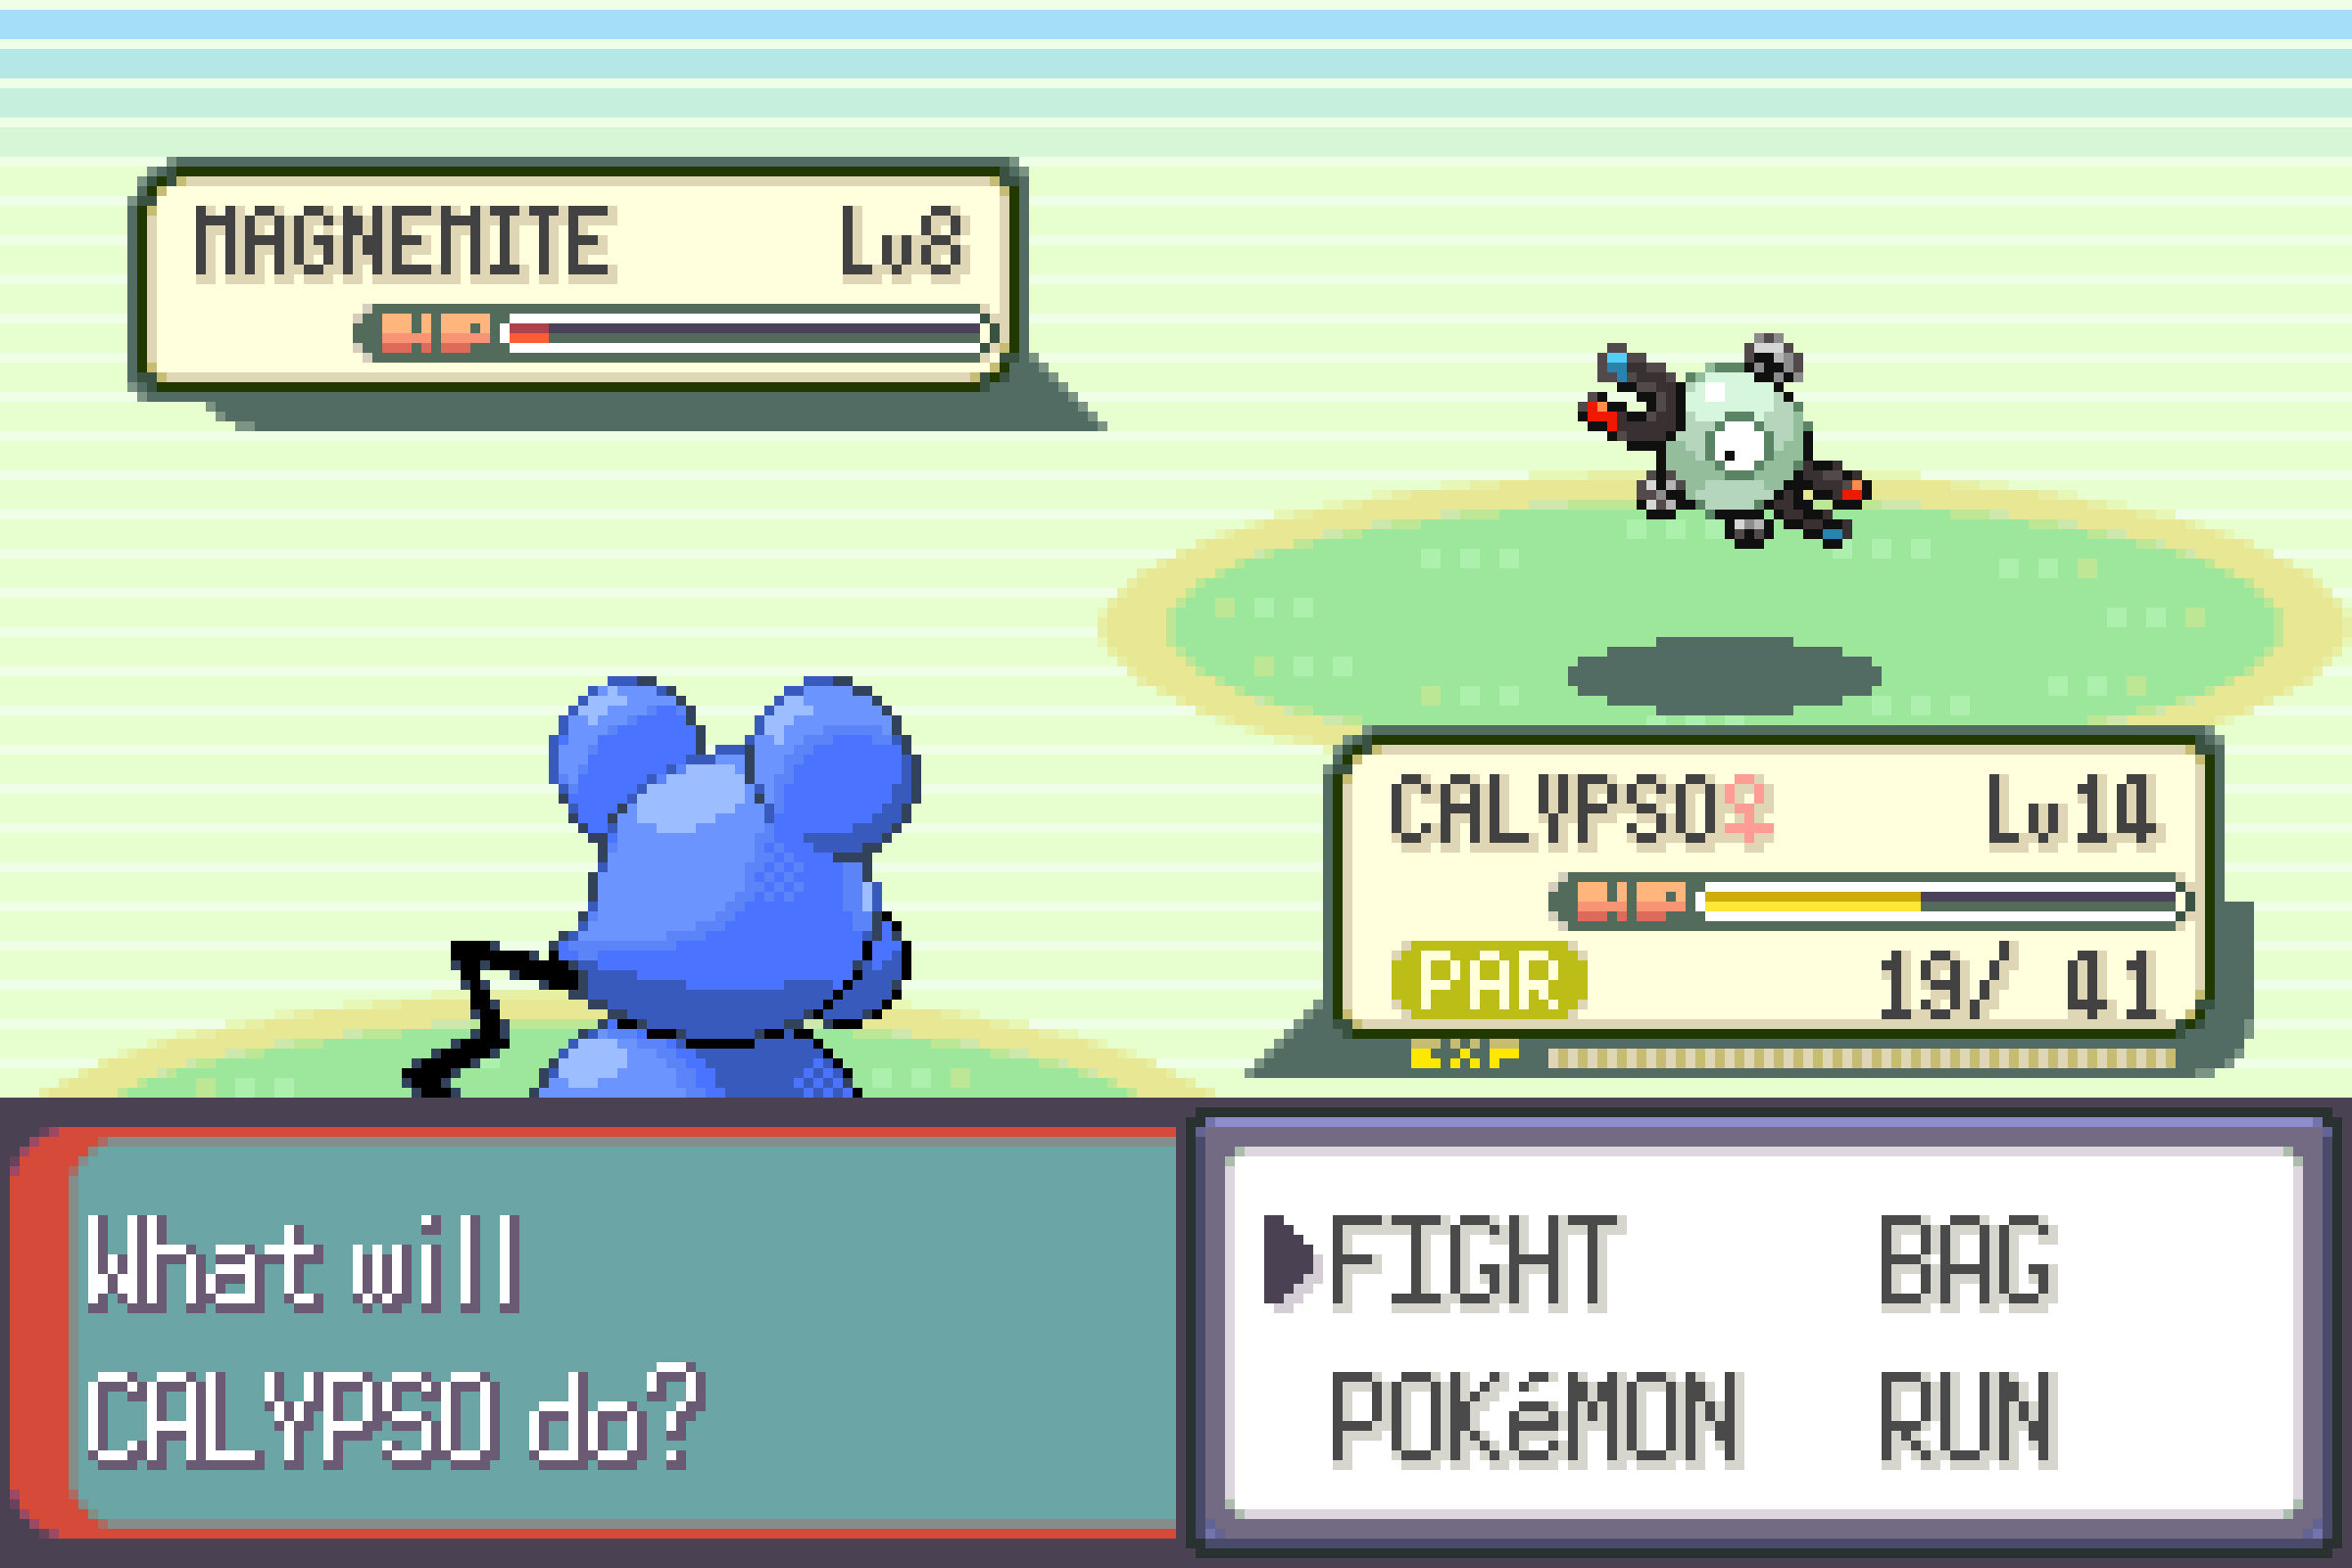 MAGNEMITE Lv8
HP
CALYPSO♀ Lv14
HP
PAR 19/ 41
EXP
What will
CALYPSO do?
▶FIGHT BAG
POKéMON RUN